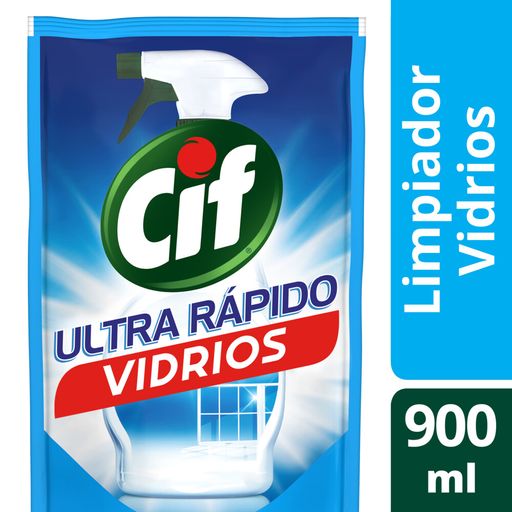 Cif
ULTRA RÁPIDO
VIDRIOS
Limpiador
Vidrios
900
ml